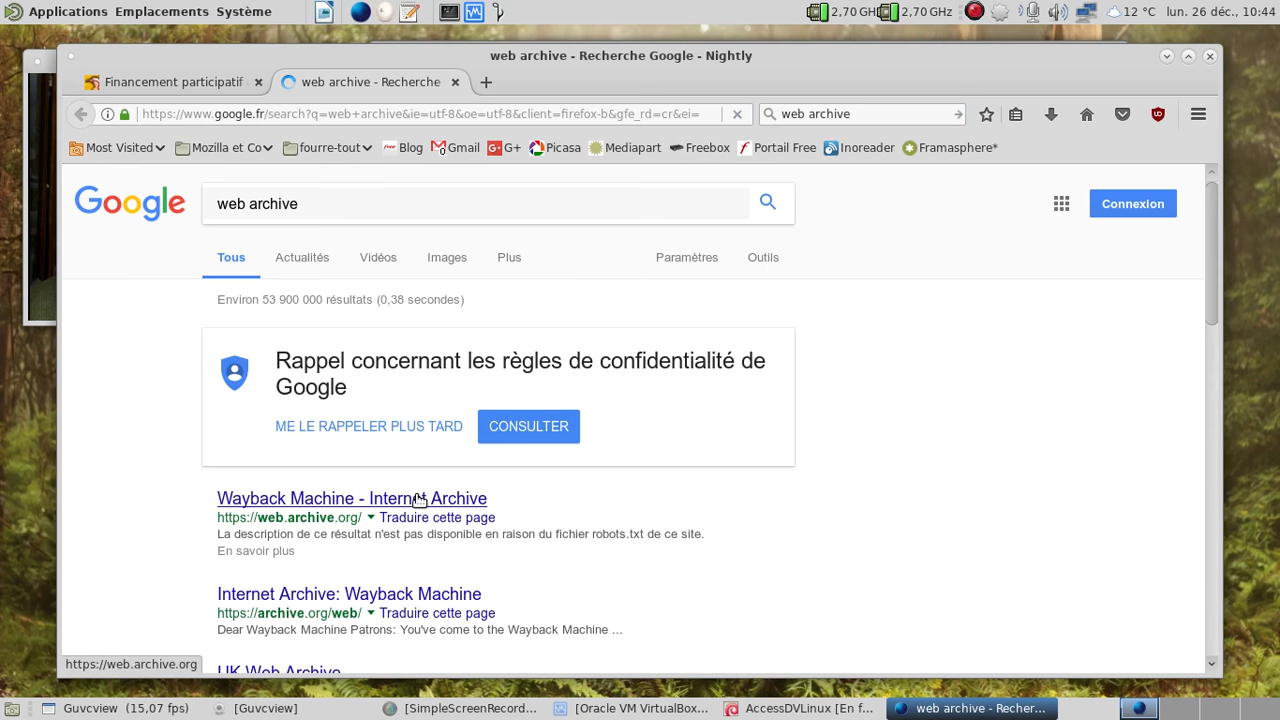 Applications Emplacements Système
2,70 GH 2,70 GHz 12 °C lun. 26 déc., 10:44
web archive - Recherche Google - Nightly
Financement participatif
web archive - Recherche
https://www.google.fr/search?q=web+archive&ie=utf-8&oe=utf-8&client=firefox-b&gfe_rd=cr&ei=
web archive
Most Visited Mozilla et Co fourre-tout Blog Gmail G+ Picasa Mediapart Freebox Portail Free Inoreader Framasphere*
Google
web archive
Connexion
Tous Actualités Vidéos Images Plus Paramètres Outils
Environ 53 900 000 résultats (0,38 secondes)
Rappel concernant les règles de confidentialité de
Google
ME LE RAPPELER PLUS TARD CONSULTER
Wayback Machine - Internet Archive
https://web.archive.org/ Traduire cette page
La description de ce résultat n'est pas disponible en raison du fichier robots.txt de ce site.
En savoir plus
Internet Archive: Wayback Machine
https://archive.org/web/ Traduire cette page
Dear Wayback Machine Patrons: You've come to the Wayback Machine ...
UK Web Archive
https://web.archive.org
Guvcview (15,07 fps) [Guvcview] [SimpleScreenRecord... [Oracle VM VirtualBox... AccessDVLinux [En f... web archive - Recher...